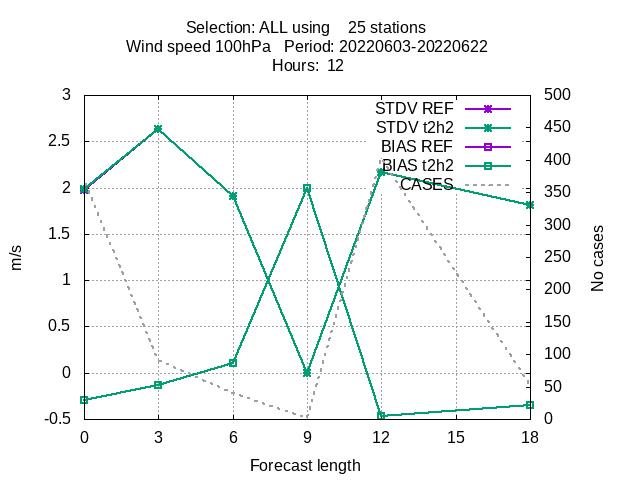 Selection: ALL using    25 stations
Wind speed 100hPa   Period: 20220603-20220622
Hours:  12
STDV REF
STDV t2h2
BIAS REF
BIAS t2h2
CASES
3
2.5
2
1.5
1
0.5
0
-0.5
500
450
400
350
300
250
200
150
100
50
0
m/s
No cases
0 3 6 9 12 15 18
Forecast length